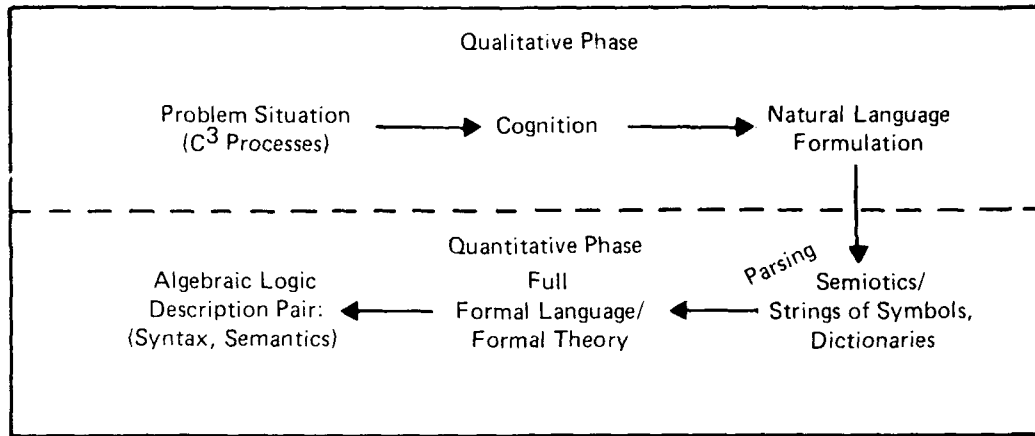 Qualitative Phase
Problem Situation
(C³ Processes)
Cognition
Natural Language
Formulation
Quantitative Phase
Parsing
Semiotics/
Strings of Symbols,
Dictionaries
Full
Formal Language/
Formal Theory
Algebraic Logic
Description Pair:
(Syntax, Semantics)